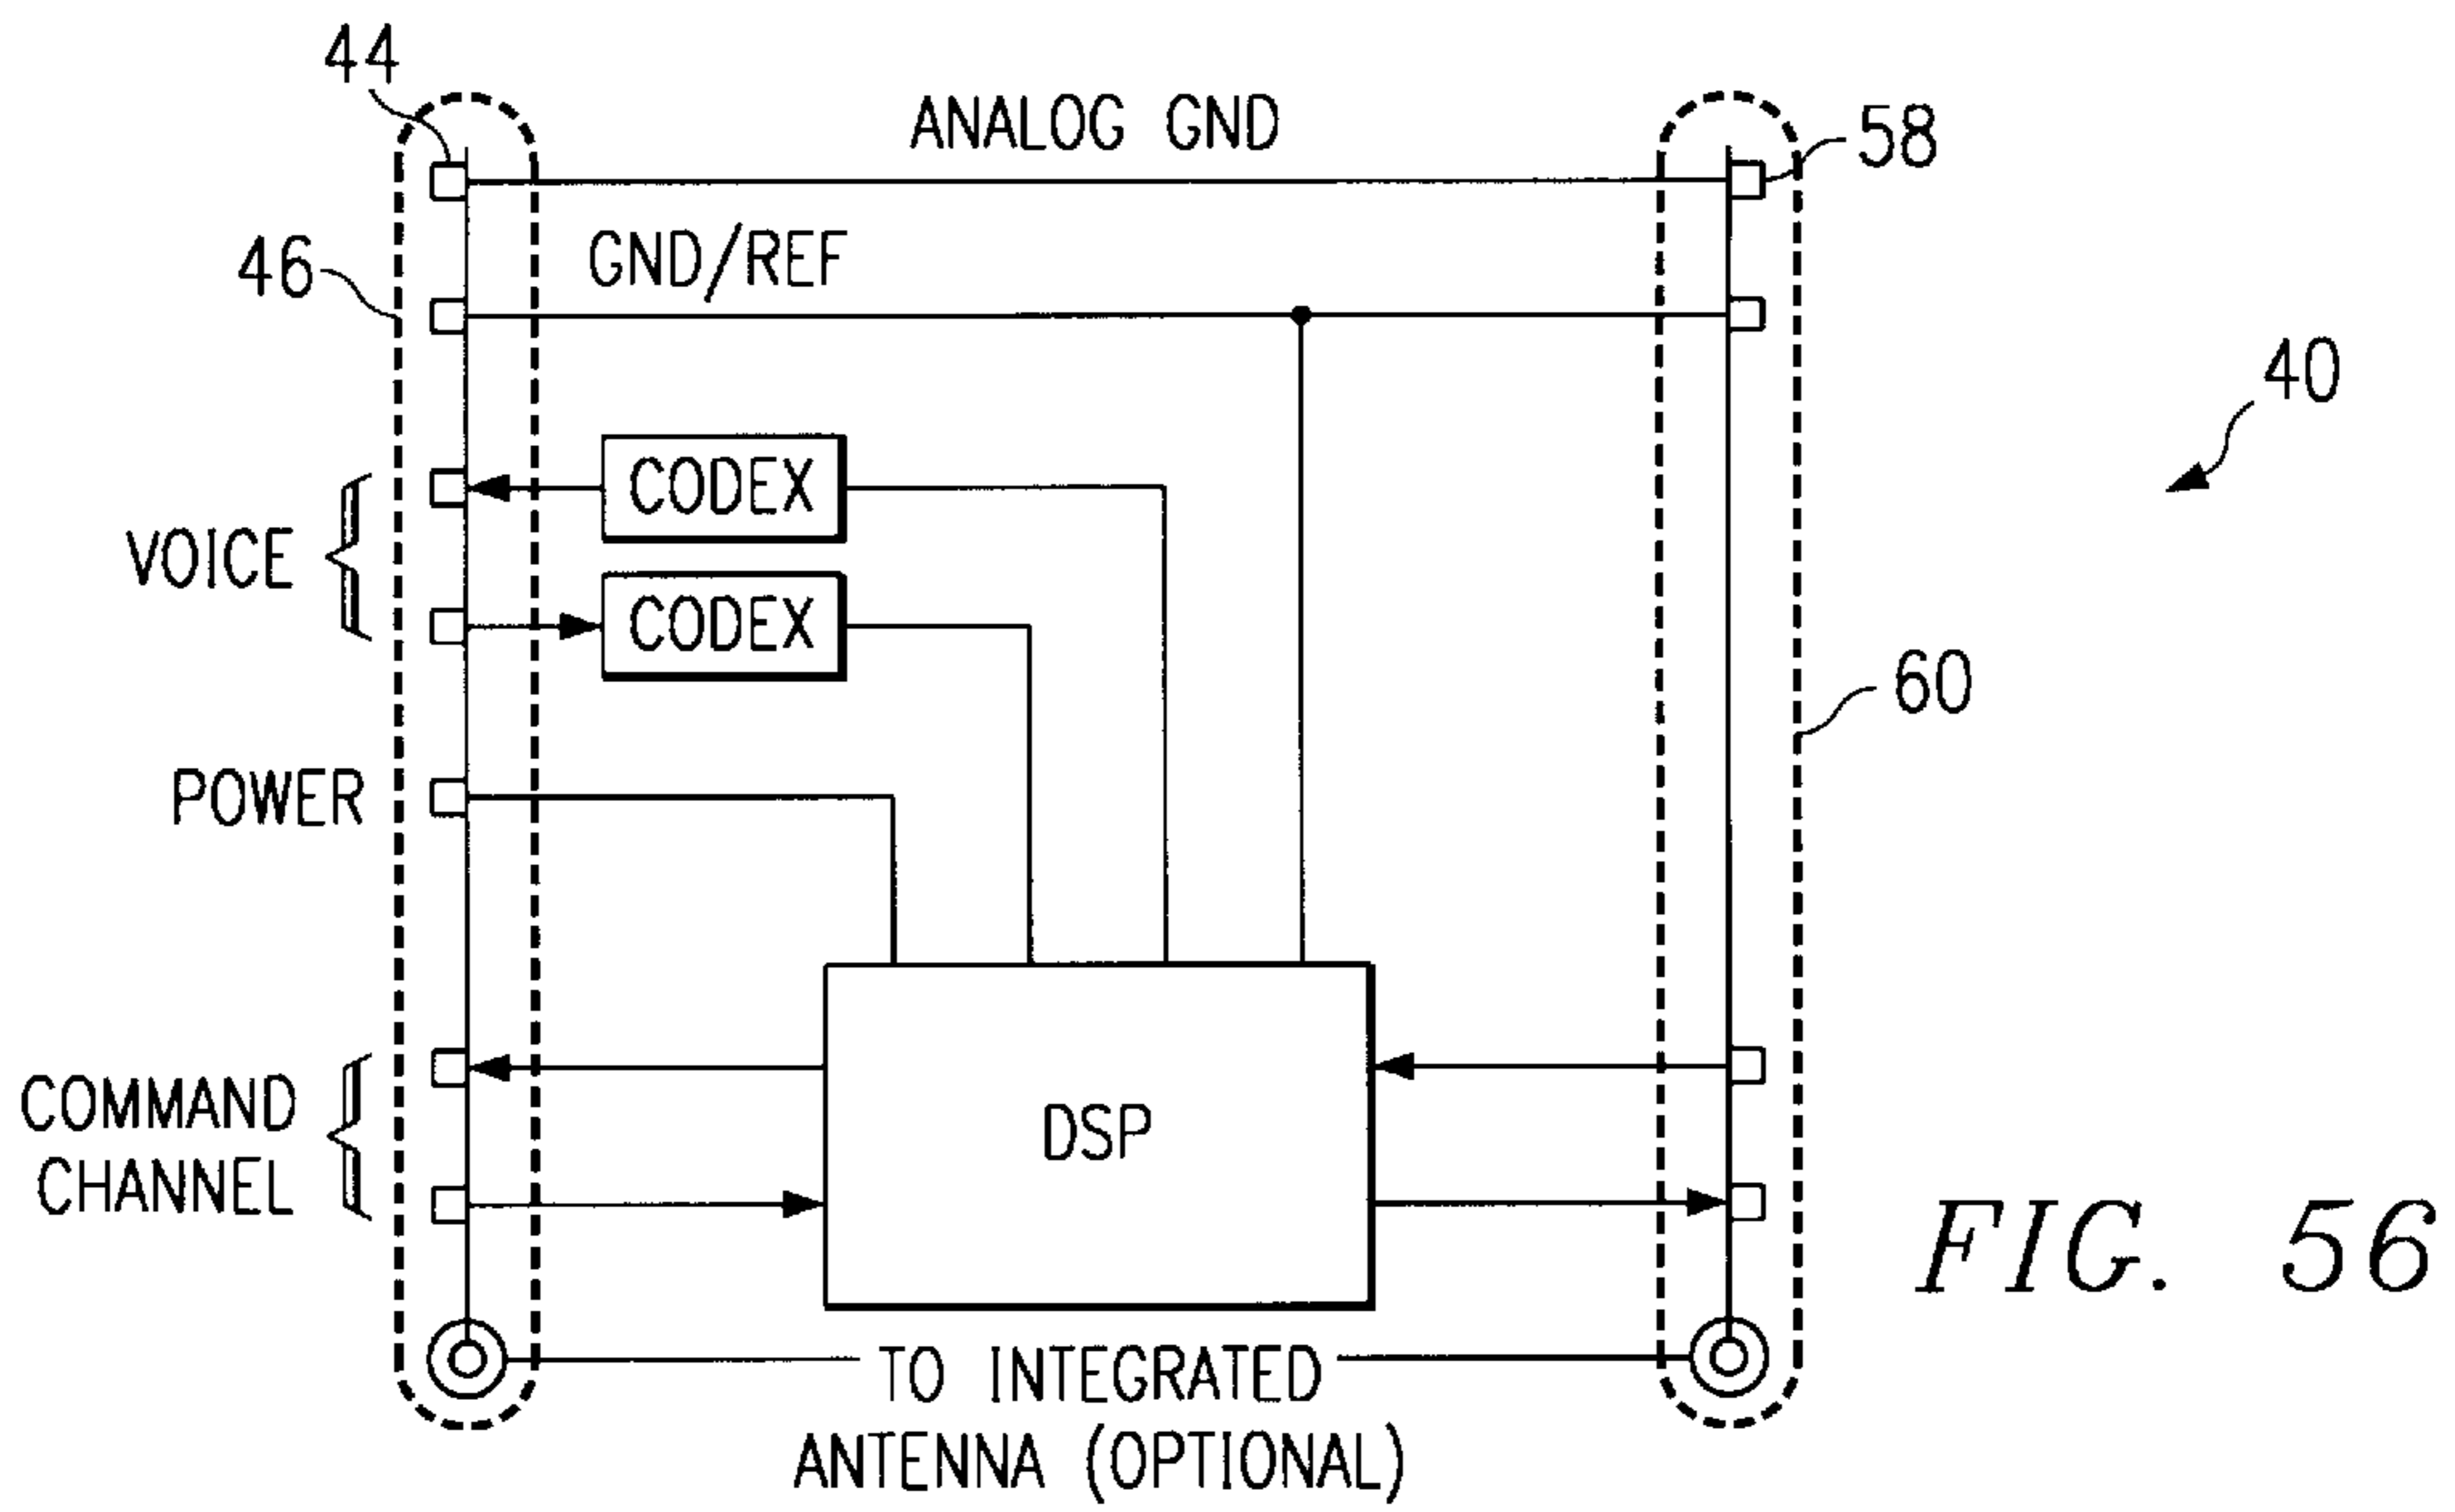 44
ANALOG GND
58
46
GND/REF
40
CODEX
VOICE
CODEX
60
POWER
COMMAND
CHANNEL
DSP
FIG. 56
TO INTEGRATED
ANTENNA (OPTIONAL)